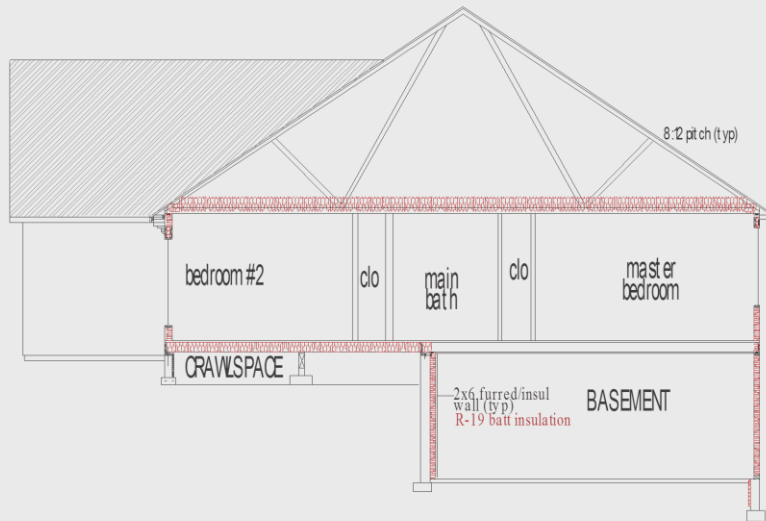 8:12 pitch (typ)
bedroom #2
clo
main
bath
clo
master
bedroom
CRAWLSPACE
2x6 furred/insul
wall (typ)
R-19 batt insulation
BASEMENT